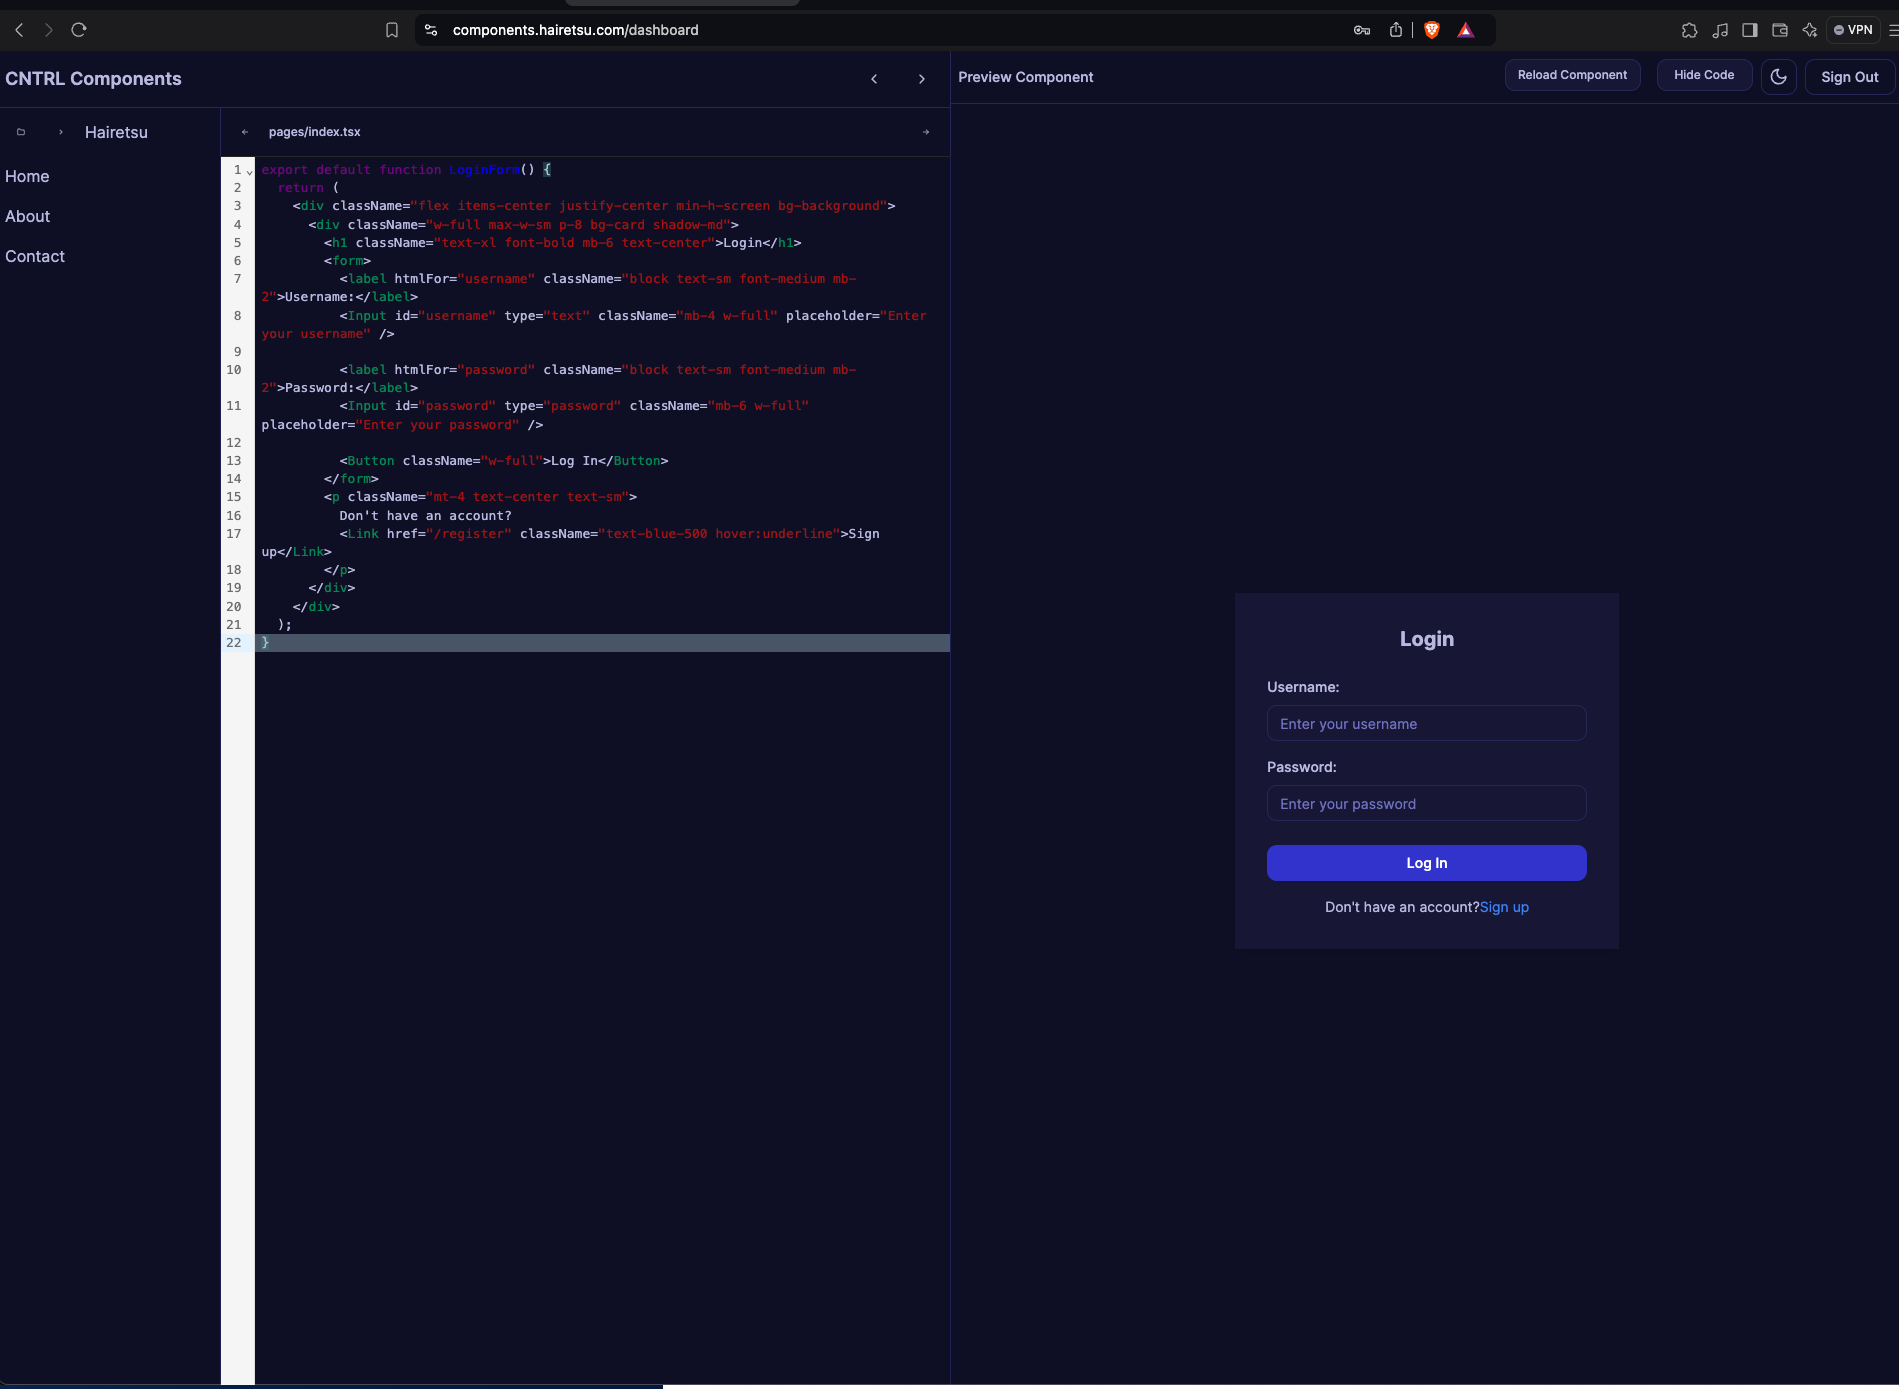 components.hairetsu.com/dashboard
VPN
CNTRL Components
Preview Component
Reload Component
Hide Code
Sign Out
Hairetsu
Home
About
Contact
pages/index.tsx
1 export default function LoginForm() {
2   return (
3     <div className="flex items-center justify-center min-h-screen bg-background">
4       <div className="w-full max-w-sm p-8 bg-card shadow-md">
5         <h1 className="text-xl font-bold mb-6 text-center">Login</h1>
6         <form>
7           <label htmlFor="username" className="block text-sm font-medium mb-
2">Username:</label>
8           <Input id="username" type="text" className="mb-4 w-full" placeholder="Enter
your username" />
9
10           <label htmlFor="password" className="block text-sm font-medium mb-
2">Password:</label>
11           <Input id="password" type="password" className="mb-6 w-full"
placeholder="Enter your password" />
12
13           <Button className="w-full">Log In</Button>
14         </form>
15         <p className="mt-4 text-center text-sm">
16           Don't have an account?
17           <Link href="/register" className="text-blue-500 hover:underline">Sign
up</Link>
18         </p>
19       </div>
20     </div>
21   );
22 }
Login
Username:
Enter your username
Password:
Enter your password
Log In
Don't have an account?Sign up